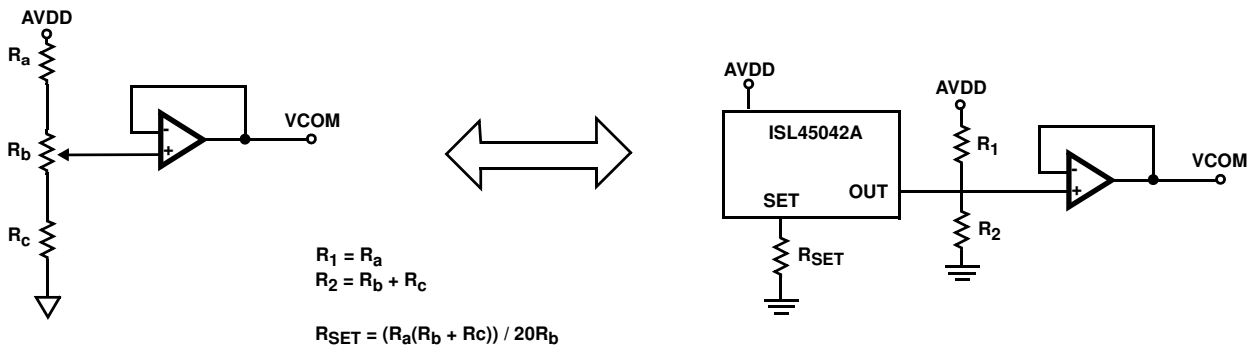 AVDD
Ra
Rb
Rc
-
+
VCOM
R1 = Ra
R2 = Rb + Rc
RSET = (Ra(Rb + Rc)) / 20Rb
AVDD
ISL45042A
SET
OUT
RSET
AVDD
R1
R2
-
+
VCOM